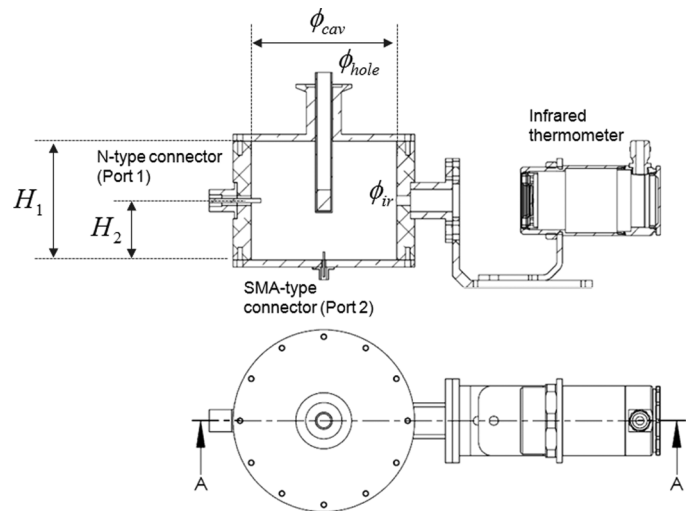 ϕcav
ϕhole
Infrared
thermometer
N-type connector
(Port 1)
H1
H2
ϕir
SMA-type
connector (Port 2)
A
A